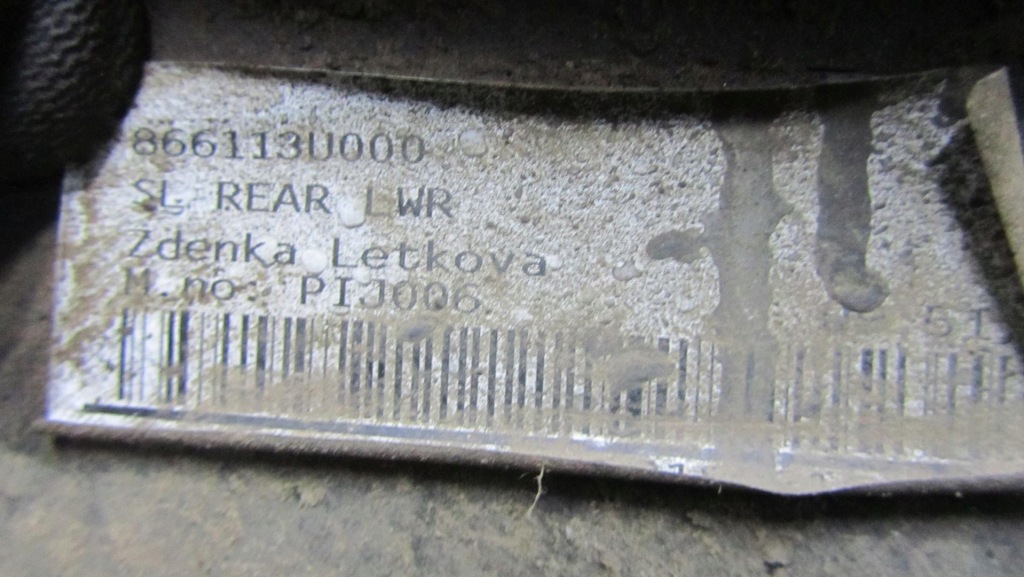 866113U000
SL REAR LWR
Zdenka Letkova
M.no: PIJ006